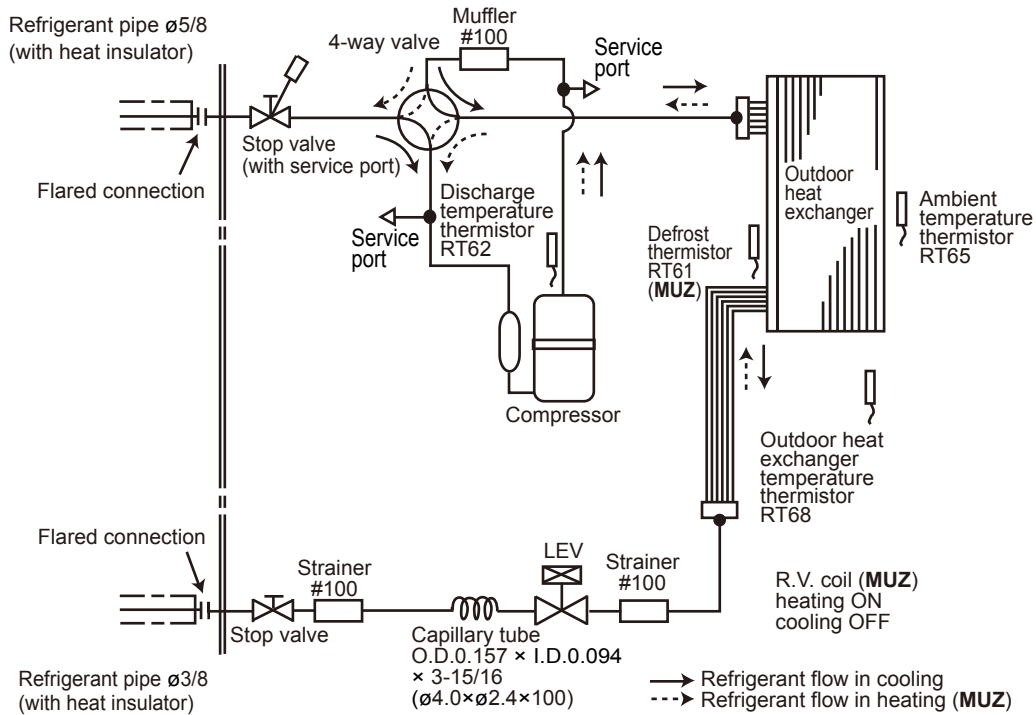 Refrigerant pipe ø5/8
(with heat insulator)
4-way valve
Muffler
#100
Service
port
Flared connection
Stop valve
(with service port)
Service
port
Discharge
temperature
thermistor
RT62
Compressor
Outdoor
heat
exchanger
Defrost
thermistor
RT61
(MUZ)
Ambient
temperature
thermistor
RT65
Outdoor heat
exchanger
temperature
thermistor
RT68
Flared connection
Stop valve
Strainer
#100
Capillary tube
O.D.0.157 × I.D.0.094
× 3-15/16
(ø4.0×ø2.4×100)
LEV
Strainer
#100
R.V. coil (MUZ)
heating ON
cooling OFF
Refrigerant pipe ø3/8
(with heat insulator)
Refrigerant flow in cooling
Refrigerant flow in heating (MUZ)